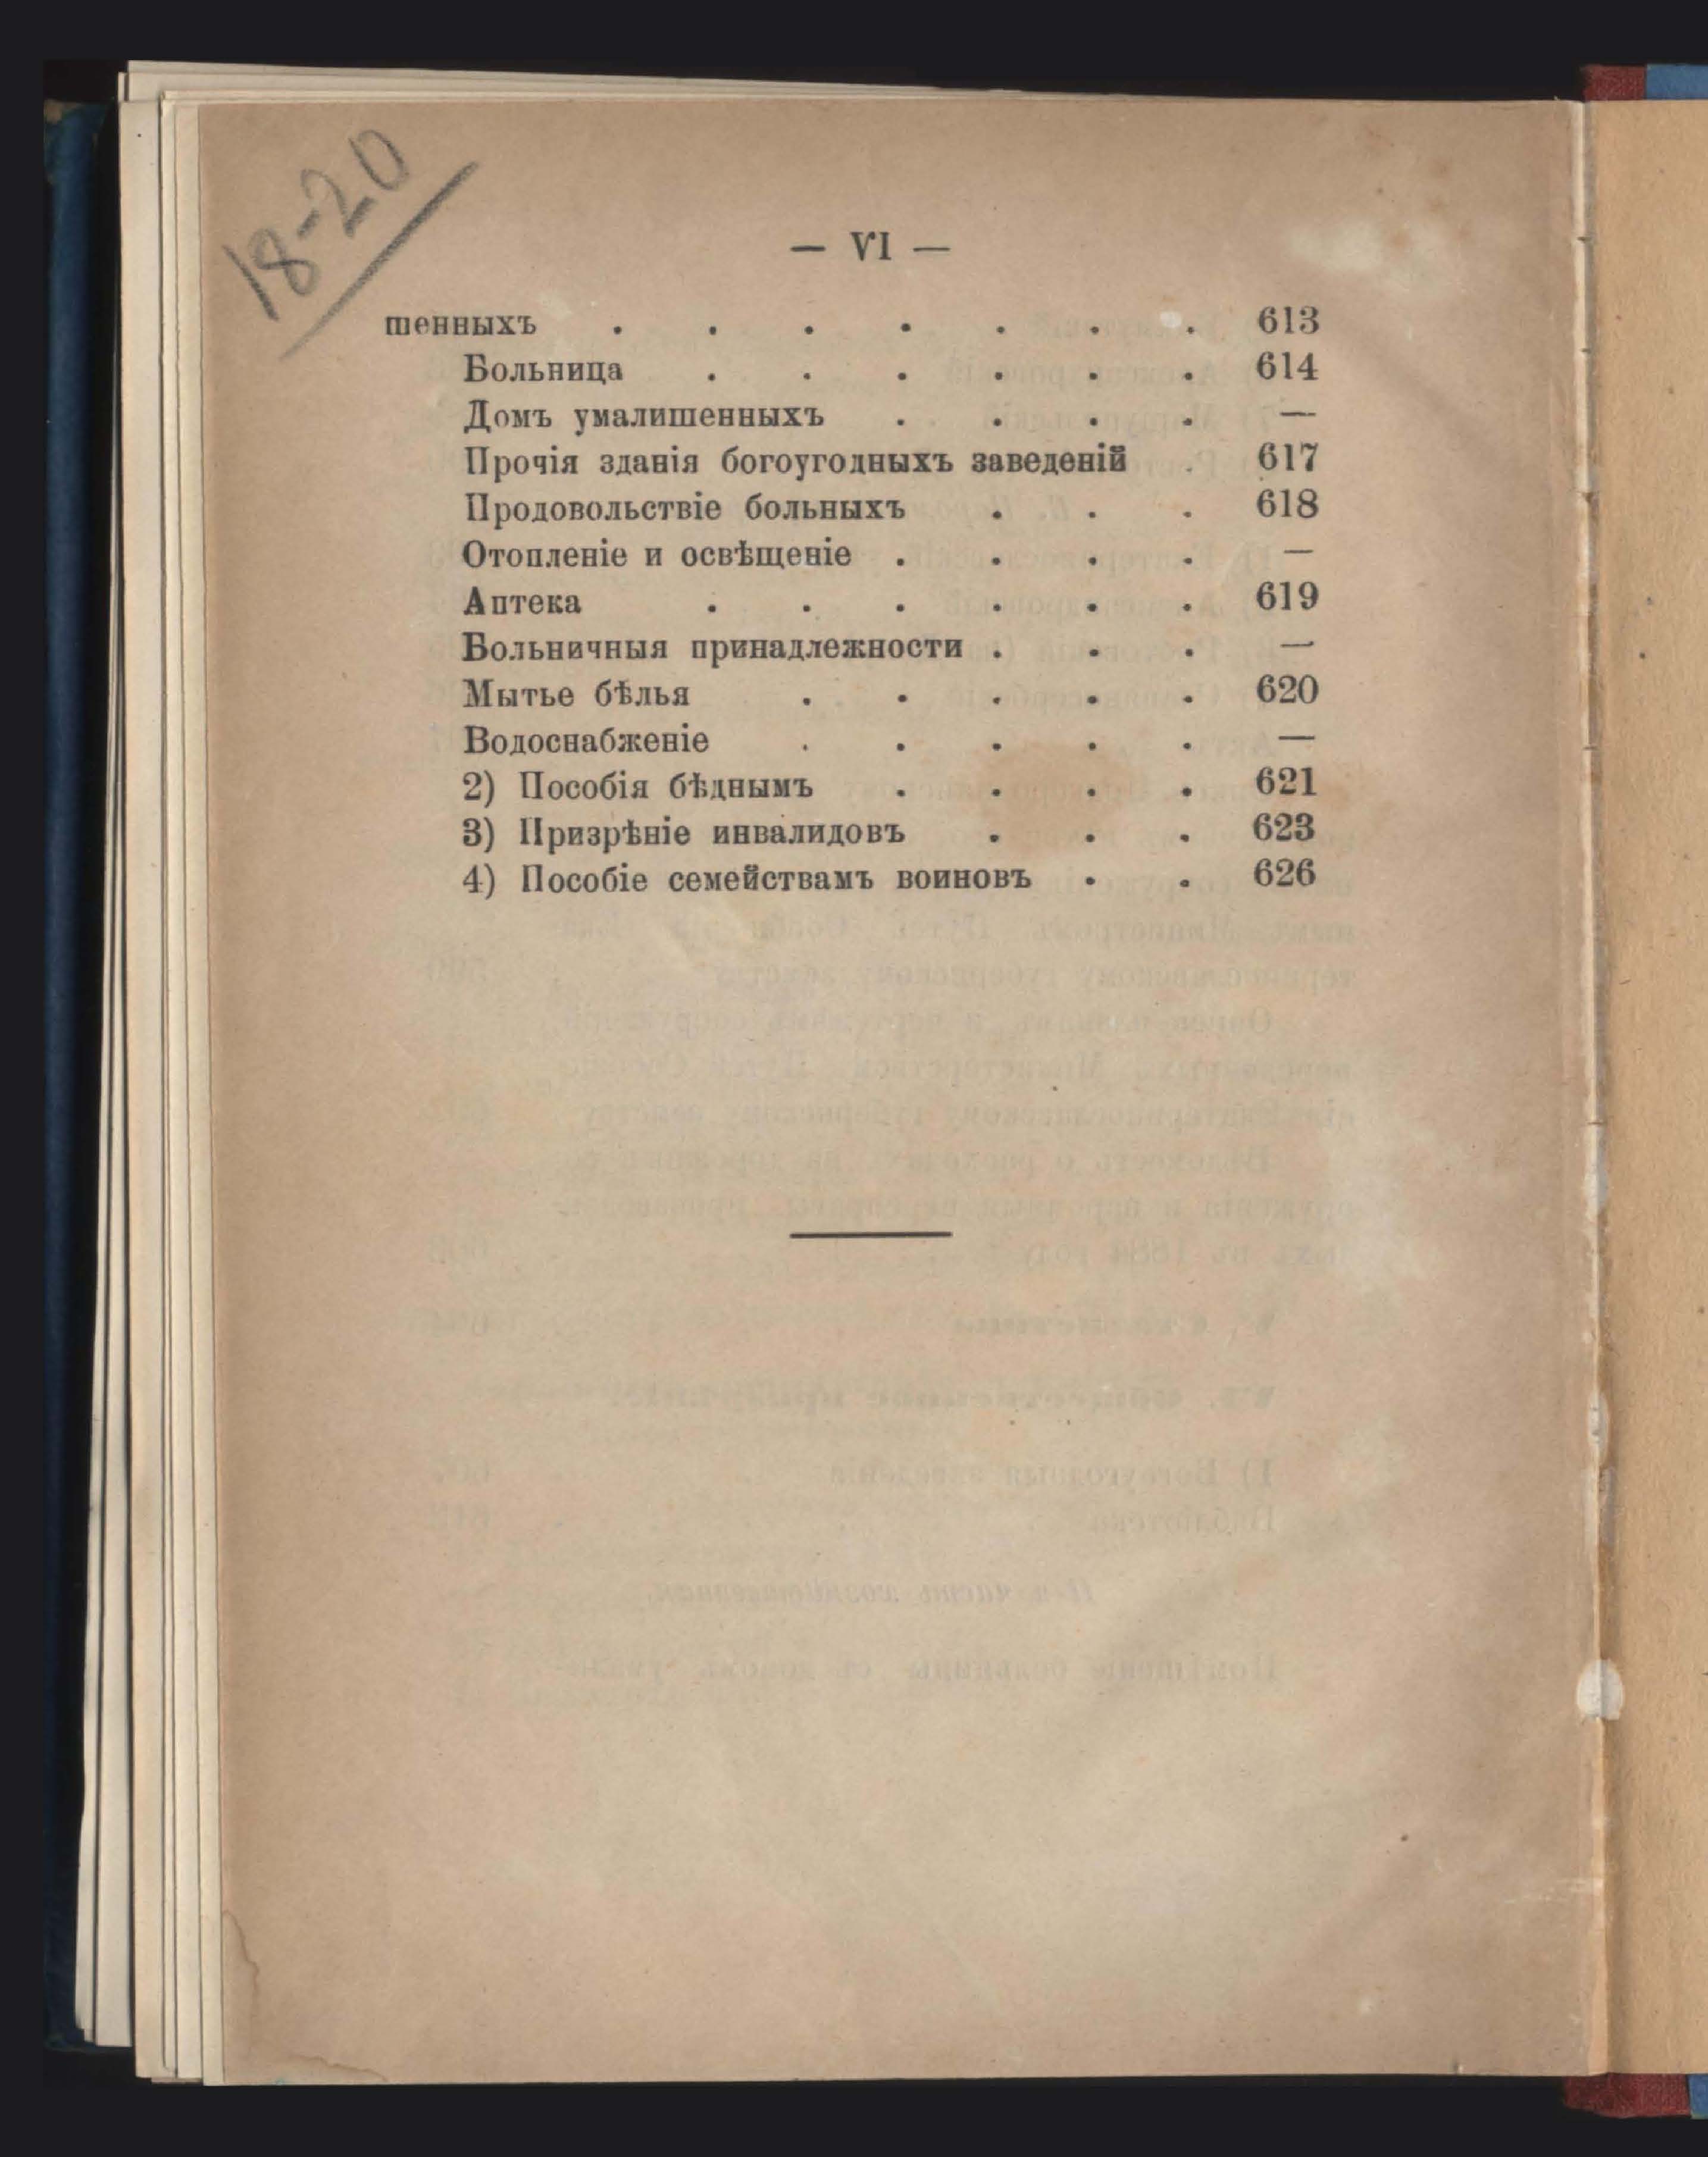 18-20
— VI —
шенныхъ . . . . . . . 613
Больница . . . . . . 614
Домъ умалишенныхъ . . . . —
Прочія зданія богоугодныхъ заведеній . 617
Продовольствіе больныхъ . . . 618
Отопленіе и освѣщеніе . . . . —
Аптека . . . . . . 619
Больничныя принадлежности . . . —
Мытье бѣлья . . . . . 620
Водоснабженіе . . . . . —
2) Пособія бѣднымъ . . . . 621
3) Призрѣніе инвалидовъ . . . 623
4) Пособіе семействамъ воиновъ . . 626